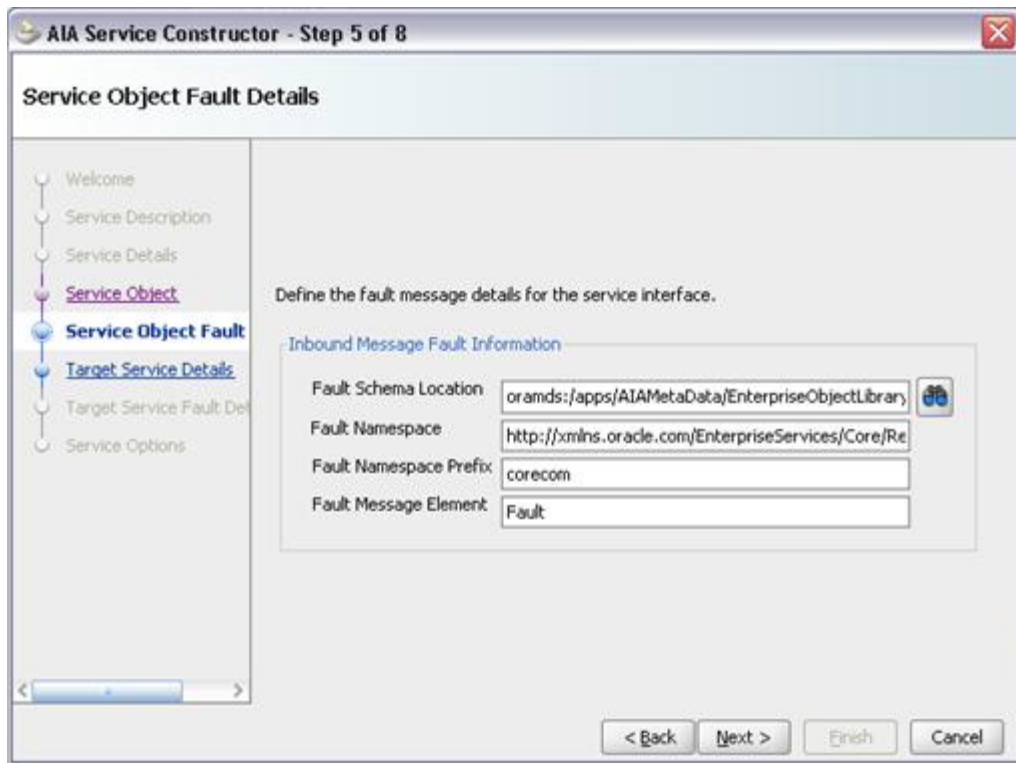 AIA Service Constructor - Step 5 of 8
Service Object Fault Details
Welcome
Service Description
Service Details
Service Object
Service Object Fault
Target Service Details
Target Service Fault Det
Service Options
Define the fault message details for the service interface.
Inbound Message Fault Information
Fault Schema Location oramds:/apps/AIAMetaData/EnterpriseObjectLibrary
Fault Namespace http://xmlns.oracle.com/EnterpriseServices/Core/Re
Fault Namespace Prefix corecom
Fault Message Element Fault
< Back Next > Finish Cancel